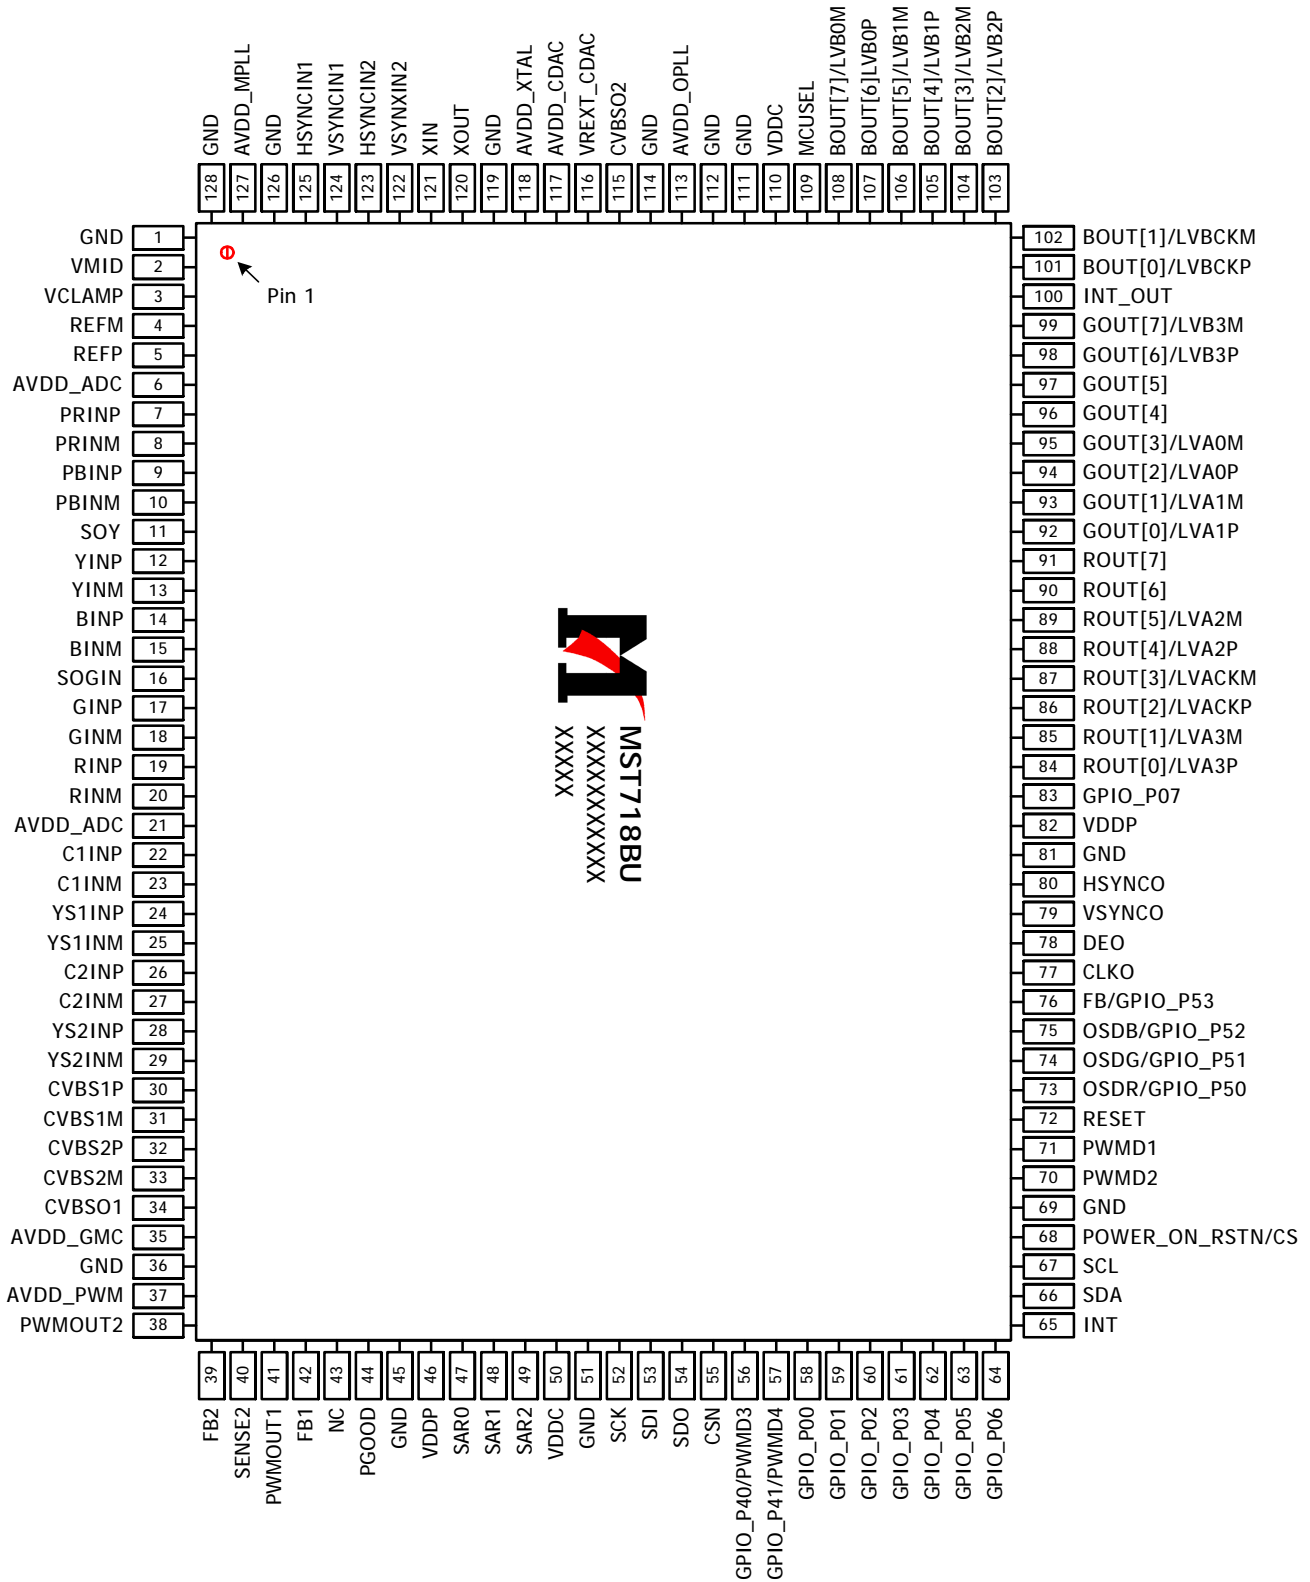 GND
AVDD_MPLL
GND
HSYNCIN1
VSYNCIN1
HSYNCIN2
VSYNXIN2
XIN
XOUT
GND
AVDD_XTAL
AVDD_CDAC
VREXT_CDAC
CVBSO2
GND
AVDD_OPLL
GND
GND
VDDC
MCUSEL
BOUT[7]/LVB0M
BOUT[6]LVB0P
BOUT[5]/LVB1M
BOUT[4]/LVB1P
BOUT[3]/LVB2M
BOUT[2]/LVB2P
128
127
126
125
124
123
122
121
120
119
118
117
116
115
114
113
112
111
110
109
108
107
106
105
104
103
GND 1
VMID 2
VCLAMP 3
REFM 4
REFP 5
AVDD_ADC 6
PRINP 7
PRINM 8
PBINP 9
PBINM 10
SOY 11
YINP 12
YINM 13
BINP 14
BINM 15
SOGIN 16
GINP 17
GINM 18
RINP 19
RINM 20
AVDD_ADC 21
C1INP 22
C1INM 23
YS1INP 24
YS1INM 25
C2INP 26
C2INM 27
YS2INP 28
YS2INM 29
CVBS1P 30
CVBS1M 31
CVBS2P 32
CVBS2M 33
CVBSO1 34
AVDD_GMC 35
GND 36
AVDD_PWM 37
PWMOUT2 38
Pin 1
MST718BU
XXXXXXXXXXX
XXXXX
102 BOUT[1]/LVBCKM
101 BOUT[0]/LVBCKP
100 INT_OUT
99 GOUT[7]/LVB3M
98 GOUT[6]/LVB3P
97 GOUT[5]
96 GOUT[4]
95 GOUT[3]/LVA0M
94 GOUT[2]/LVA0P
93 GOUT[1]/LVA1M
92 GOUT[0]/LVA1P
91 ROUT[7]
90 ROUT[6]
89 ROUT[5]/LVA2M
88 ROUT[4]/LVA2P
87 ROUT[3]/LVACKM
86 ROUT[2]/LVACKP
85 ROUT[1]/LVA3M
84 ROUT[0]/LVA3P
83 GPIO_P07
82 VDDP
81 GND
80 HSYNCO
79 VSYNCO
78 DEO
77 CLKO
76 FB/GPIO_P53
75 OSDB/GPIO_P52
74 OSDG/GPIO_P51
73 OSDR/GPIO_P50
72 RESET
71 PWMD1
70 PWMD2
69 GND
68 POWER_ON_RSTN/CS
67 SCL
66 SDA
65 INT
39
40
41
42
43
44
45
46
47
48
49
50
51
52
53
54
55
56
57
58
59
60
61
62
63
64
FB2
SENSE2
PWMOUT1
FB1
NC
PGOOD
GND
VDDP
SAR0
SAR1
SAR2
VDDC
GND
SCK
SDI
SDO
CSN
GPIO_P40/PWMD3
GPIO_P41/PWMD4
GPIO_P00
GPIO_P01
GPIO_P02
GPIO_P03
GPIO_P04
GPIO_P05
GPIO_P06